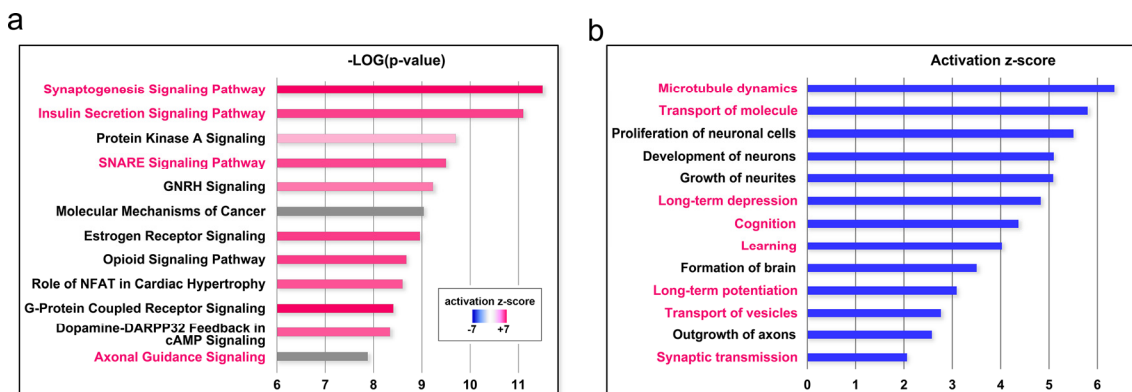 a
-LOG(p-value)
Synaptogenesis Signaling Pathway
Insulin Secretion Signaling Pathway
Protein Kinase A Signaling
SNARE Signaling Pathway
GNRH Signaling
Molecular Mechanisms of Cancer
Estrogen Receptor Signaling
Opioid Signaling Pathway
Role of NFAT in Cardiac Hypertrophy
G-Protein Coupled Receptor Signaling
Dopamine-DARPP32 Feedback in
cAMP Signaling
Axonal Guidance Signaling
activation z-score
-7 +7
6 7 8 9 10 11
b
Activation z-score
Microtubule dynamics
Transport of molecule
Proliferation of neuronal cells
Development of neurons
Growth of neurites
Long-term depression
Cognition
Learning
Formation of brain
Long-term potentiation
Transport of vesicles
Outgrowth of axons
Synaptic transmission
0 1 2 3 4 5 6